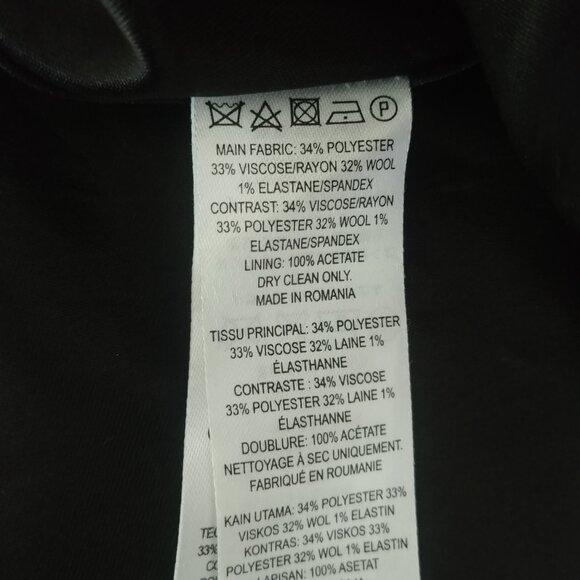 P
MAIN FABRIC: 34% POLYESTER
33% VISCOSE/RAYON 32% WOOL
1% ELASTANE/SPANDEX
CONTRAST: 34% VISCOSE/RAYON
33% POLYESTER 32% WOOL 1%
ELASTANE/SPANDEX
LINING: 100% ACETATE
DRY CLEAN ONLY.
MADE IN ROMANIA
TISSU PRINCIPAL: 34% POLYESTER
33% VISCOSE 32% LAINE 1%
ÉLASTHANNE
CONTRASTE : 34% VISCOSE
33% POLYESTER 32% LAINE 1%
ÉLASTHANNE
DOUBLURE: 100% ACÉTATE
NETTOYAGE À SEC UNIQUEMENT.
FABRIQUÉ EN ROUMANIE
KAIN UTAMA: 34% POLYESTER 33%
VISKOS 32% WOL 1% ELASTIN
KONTRAS: 34% VISKOS 33%
POLYESTER 32% WOL 1% ELASTIN
LAPISAN: 100% ASETAT
33%